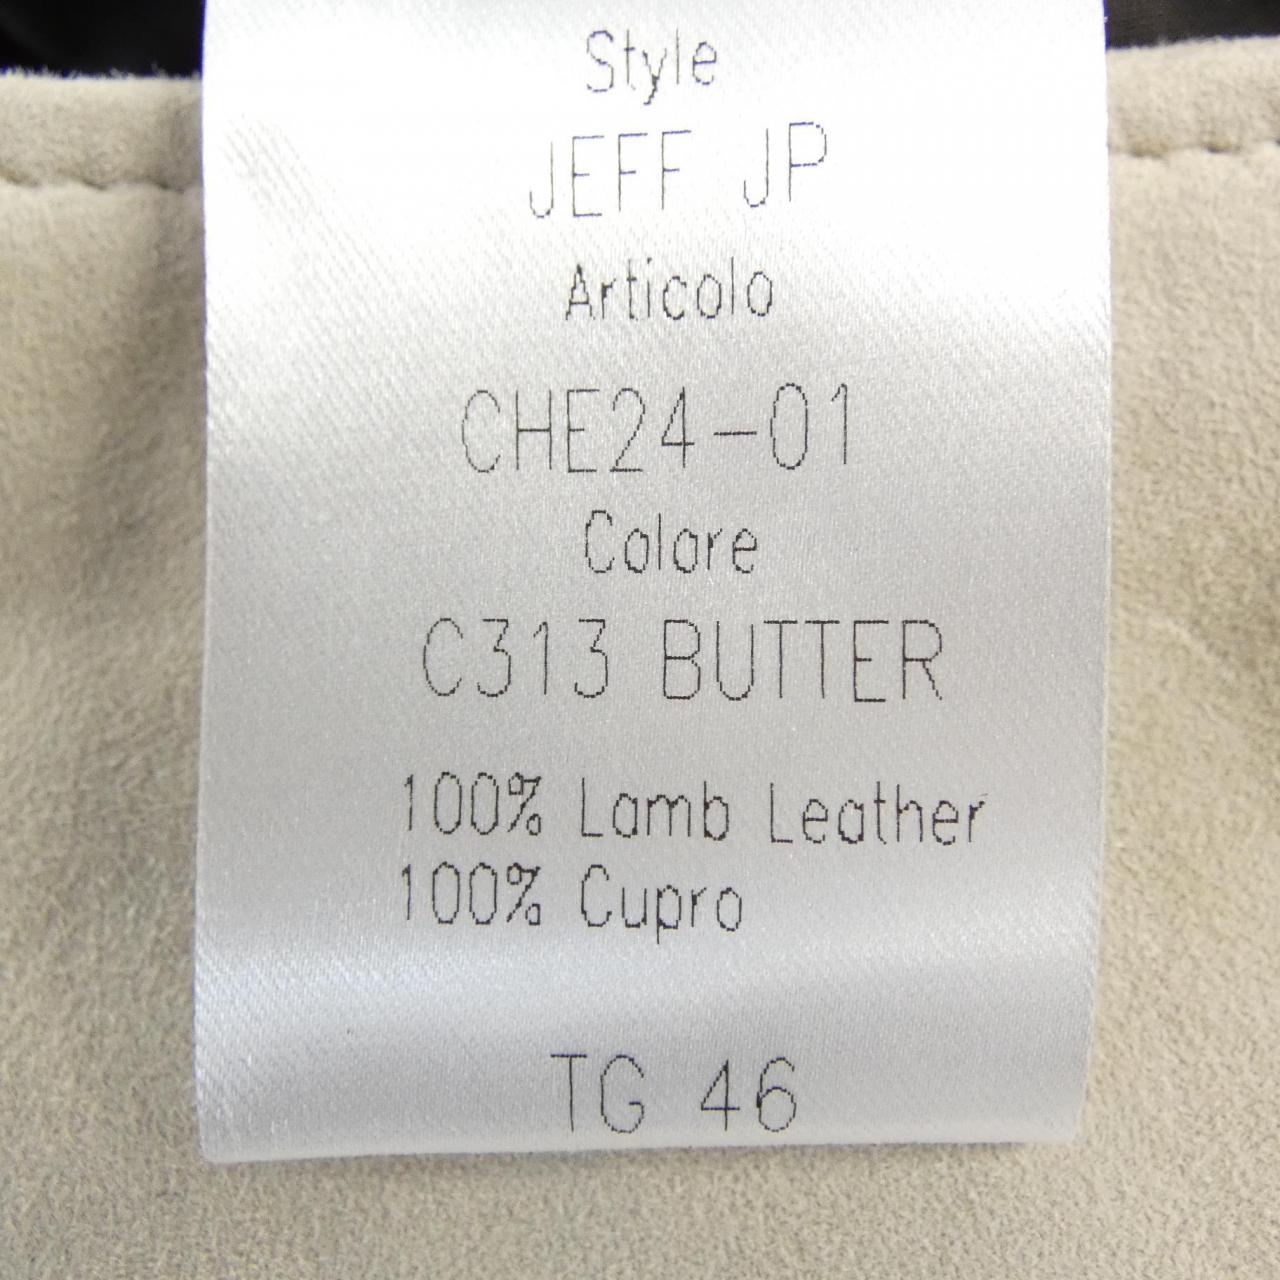 Style
JEFF JP
Articolo
CHE24-01
Colore
C313 BUTTER
100% Lamb Leather
100% Cupro
TG 46